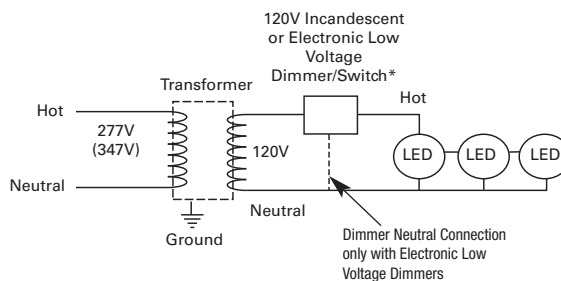 120V Incandescent
or Electronic Low
Voltage
Dimmer/Switch*
Transformer
Hot
Hot
277V
(347V)
120V
LED
LED
LED
Neutral
Neutral
Ground
Dimmer Neutral Connection
only with Electronic Low
Voltage Dimmers